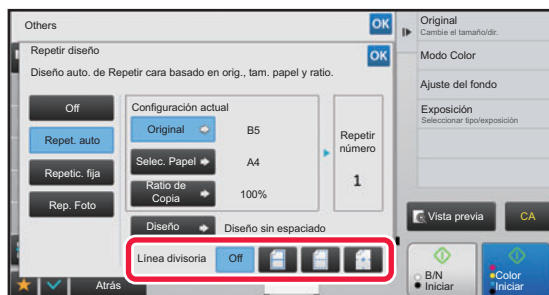 Others
OK
Repetir diseño
OK
Diseño auto. de Repetir cara basado en orig., tam. papel y ratio.
Off
Repet. auto
Repetic. fija
Rep. Foto
Configuración actual
Original
B5
Selec. Papel
A4
Ratio de
Copia
100%
Repetir
número
1
Diseño
Diseño sin espaciado
Línea divisoria
Off
Atrás
Original
Cambie el tamaño/dir.
Modo Color
Ajuste del fondo
Exposición
Seleccionar tipo/exposición
Vista previa
CA
B/N
Iniciar
Color
Iniciar